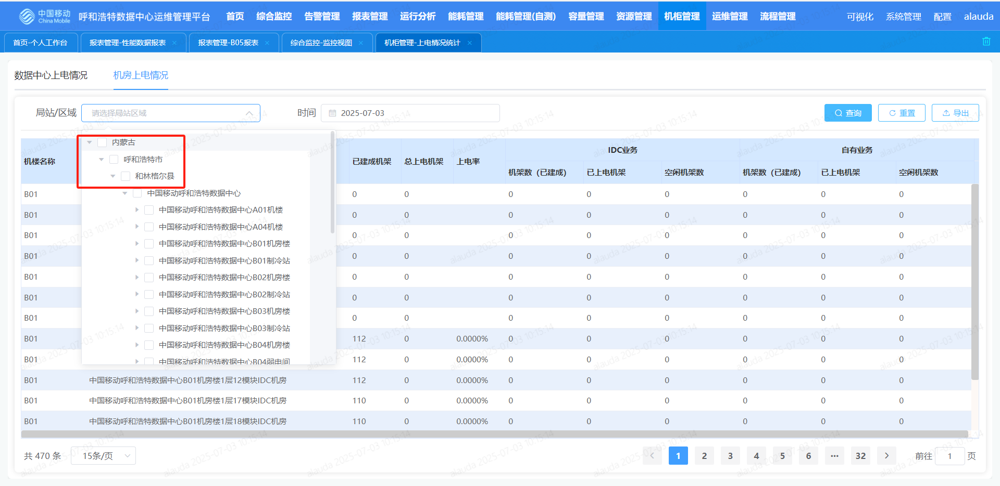 中国移动 China Mobile 呼和浩特数据中心运维管理平台 首页 综合监控 告警管理 报表管理 运行分析 能耗管理 能耗管理(自测) 容量管理 资源管理 机柜管理 运维管理 流程管理 可视化 系统管理 配置 alauda
首页-个人工作台 报表管理-性能数据报表 × 报表管理-B05报表 × 综合监控-监控视图 × 机柜管理-上电情况统计 ×
数据中心上电情况 机房上电情况
局站/区域 请选择局站区域 时间 2025-07-03 查询 重置 导出
内蒙古
呼和浩特市
和林格尔县
中国移动呼和浩特数据中心
中国移动呼和浩特数据中心A01机楼
中国移动呼和浩特数据中心A04机楼
中国移动呼和浩特数据中心B01机房楼
中国移动呼和浩特数据中心B01制冷站
中国移动呼和浩特数据中心B02机房楼
中国移动呼和浩特数据中心B02制冷站
中国移动呼和浩特数据中心B03机房楼
中国移动呼和浩特数据中心B03制冷站
中国移动呼和浩特数据中心B04机房楼
中国移动呼和浩特数据中心B04弱电间
机楼名称 已建成机架 总上电机架 上电率 IDC业务 自有业务
机架数（已建成） 已上电机架 空闲机架数 机架数（已建成） 已上电机架 空闲机架数
B01 0 0 0 0 0 0 0 0
B01 0 0 0 0 0 0 0 0
B01 0 0 0 0 0 0 0 0
B01 0 0 0 0 0 0 0 0
B01 0 0 0 0 0 0 0 0
B01 0 0 0 0 0 0 0 0
B01 0 0 0 0 0 0 0 0
B01 112 0 0.0000% 0 0 0 0 0 0
B01 112 0 0.0000% 0 0 0 0 0 0
B01 中国移动呼和浩特数据中心B01机房楼1层12模块IDC机房 112 0 0.0000% 0 0 0 0 0 0
B01 中国移动呼和浩特数据中心B01机房楼1层17模块IDC机房 110 0 0.0000% 0 0 0 0 0 0
B01 中国移动呼和浩特数据中心B01机房楼1层18模块IDC机房 110 0 0.0000% 0 0 0 0 0 0
共 470 条 15条/页 1 2 3 4 5 6 ··· 32 前往 1 页
alauda 2025-07-03 10:15:14